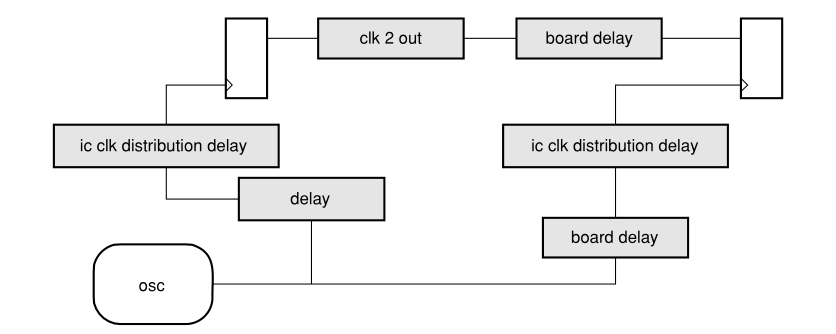 clk 2 out
board delay
ic clk distribution delay
ic clk distribution delay
delay
board delay
osc